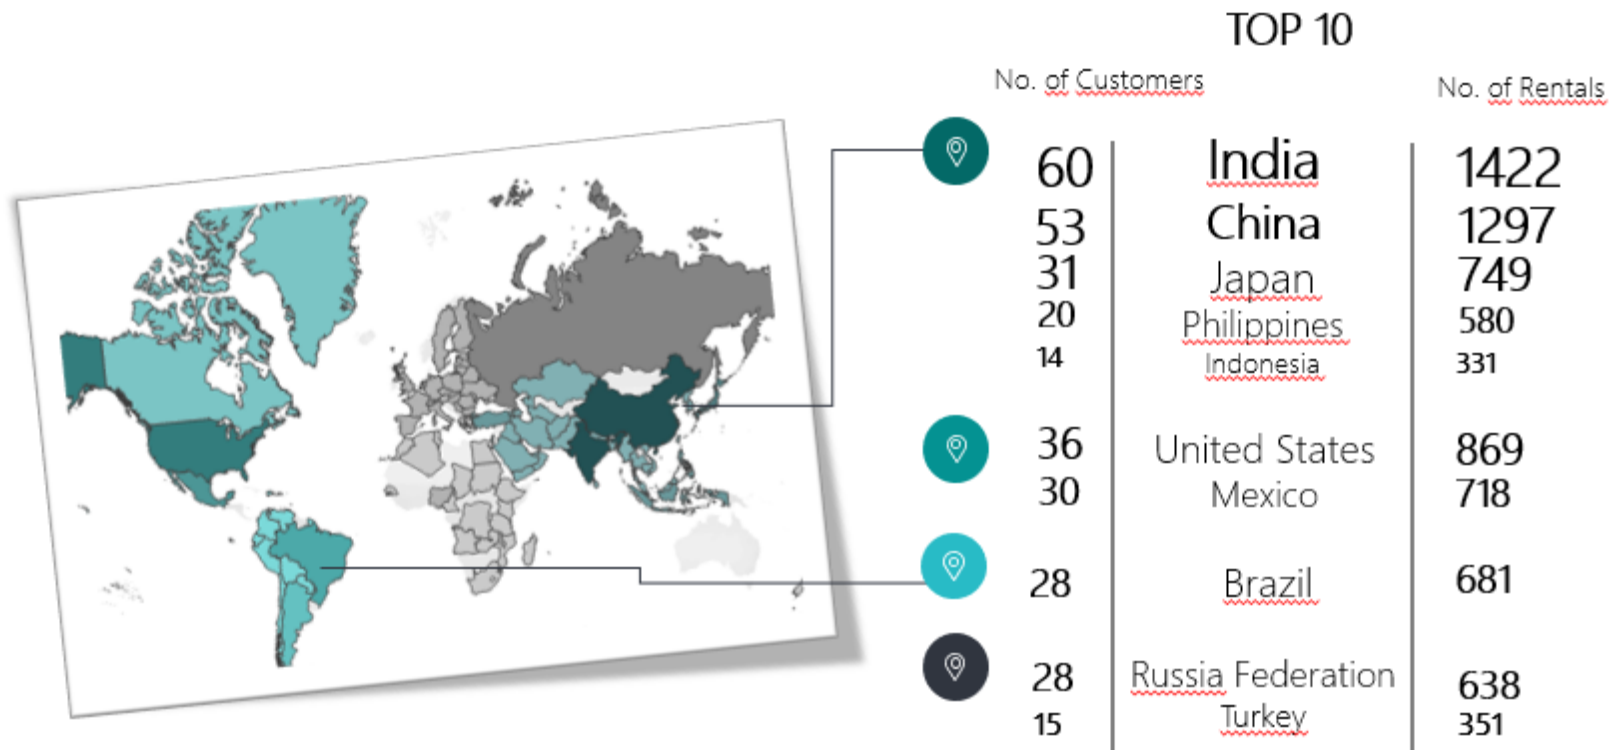 TOP 10
No. of Customers No. of Rentals
60 India 1422
53 China 1297
31 Japan 749
20 Philippines 580
14 Indonesia 331
36 United States 869
30 Mexico 718
28 Brazil 681
28 Russia Federation 638
15 Turkey 351